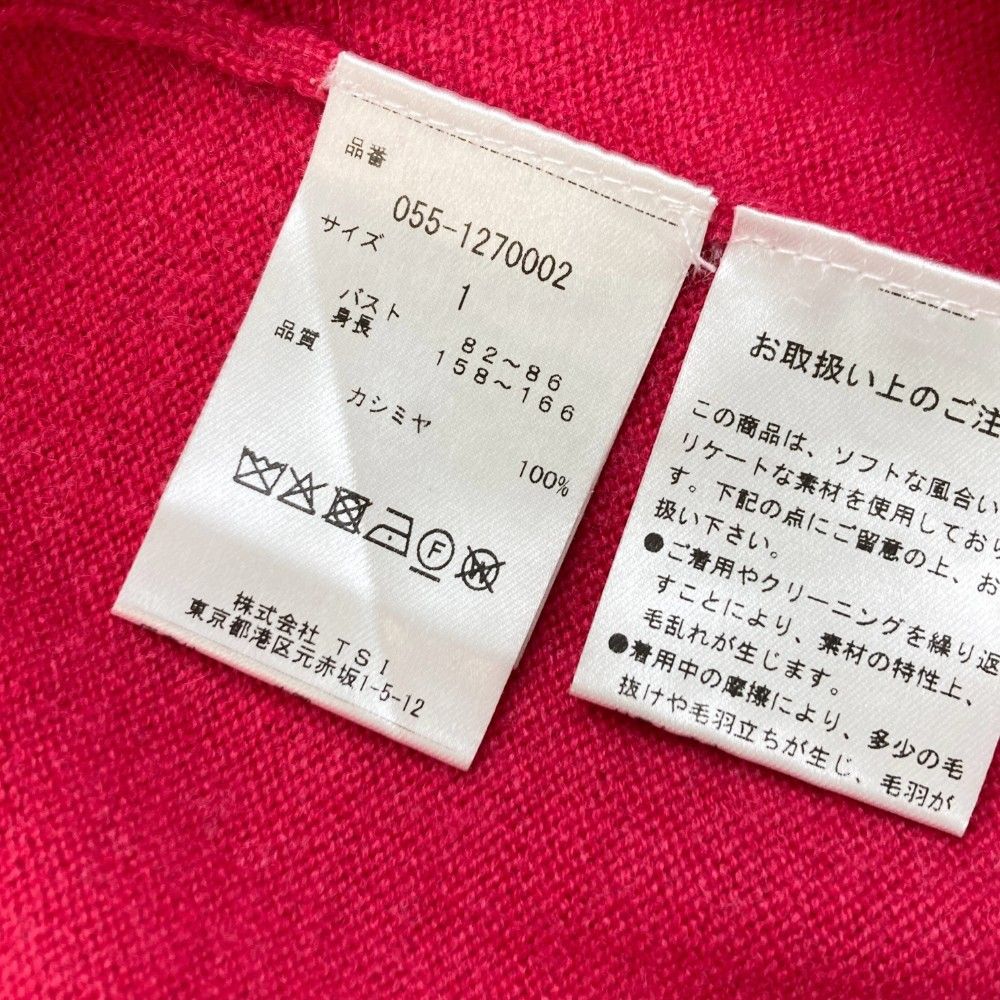 品番
055-1270002
サイズ
1
バスト 82～86
身長 158～166
品質
カシミヤ 100%
F
W
株式会社 TSI
東京都港区元赤坂1-5-12
お取扱い上のご注
この商品は、ソフトな風合い
リケートな素材を使用しており
す。下記の点にご留意の上、お
扱い下さい。
●ご着用やクリーニングを繰り返
すことにより、素材の特性上、
毛乱れが生じます。
●着用中の摩擦により、多少の毛
抜けや毛羽立ちが生じ、毛羽が